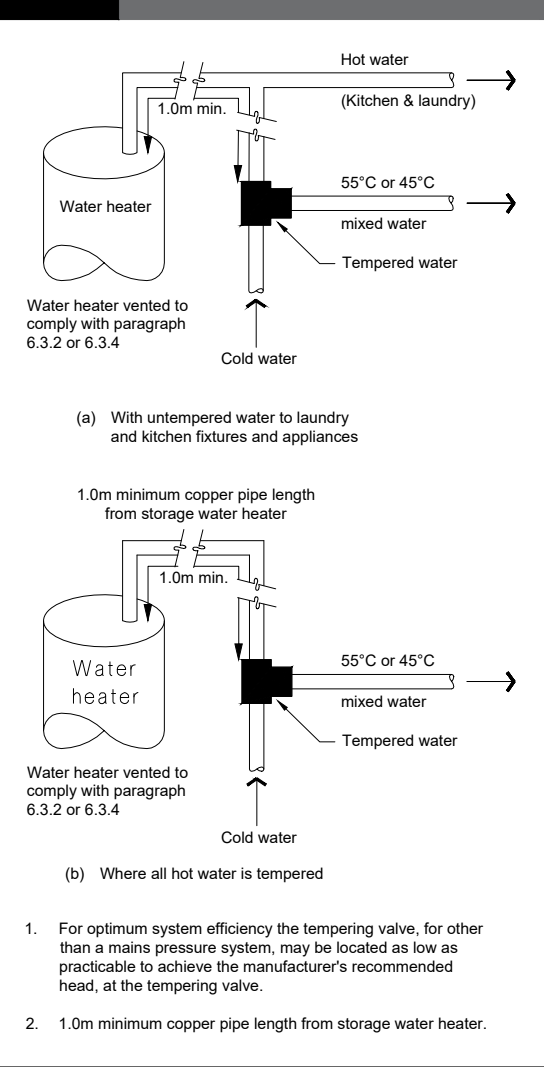 Hot water
(Kitchen & laundry)
1.0m min.
Water heater
55°C or 45°C
mixed water
Tempered water
Water heater vented to
comply with paragraph
6.3.2 or 6.3.4
Cold water
(a) With untempered water to laundry
and kitchen fixtures and appliances
1.0m minimum copper pipe length
from storage water heater
1.0m min.
Water
heater
55°C or 45°C
mixed water
Tempered water
Water heater vented to
comply with paragraph
6.3.2 or 6.3.4
Cold water
(b) Where all hot water is tempered
1. For optimum system efficiency the tempering valve, for other
than a mains pressure system, may be located as low as
practicable to achieve the manufacturer's recommended
head, at the tempering valve.
2. 1.0m minimum copper pipe length from storage water heater.